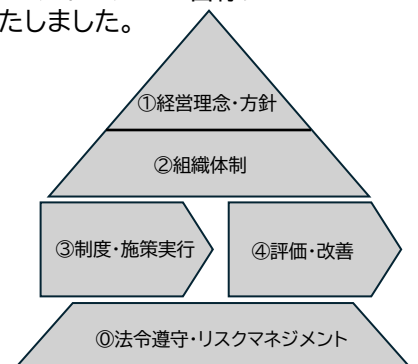 たしました。
①経営理念・方針
②組織体制
③制度・施策実行
④評価・改善
⓪法令遵守・リスクマネジメント